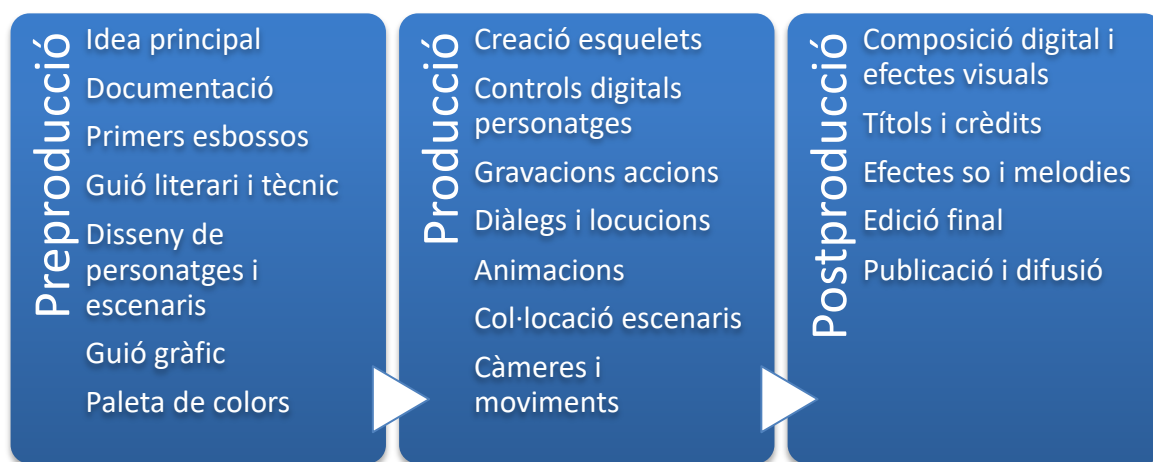 Preproducció
Idea principal
Documentació
Primers esbossos
Guió literari i tècnic
Disseny de
personatges i
escenaris
Guió gràfic
Paleta de colors
Producció
Creació esquelets
Controls digitals
personatges
Gravacions accions
Diàlegs i locucions
Animacions
Col·locació escenaris
Càmeres i
moviments
Postproducció
Composició digital i
efectes visuals
Títols i crèdits
Efectes so i melodies
Edició final
Publicació i difusió